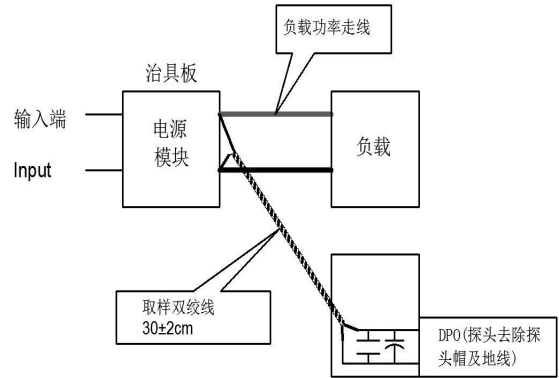 负载功率走线
治具板
输入端
Input
电源
模块
负载
取样双绞线
30±2cm
DPO(探头去除探
头帽及地线)